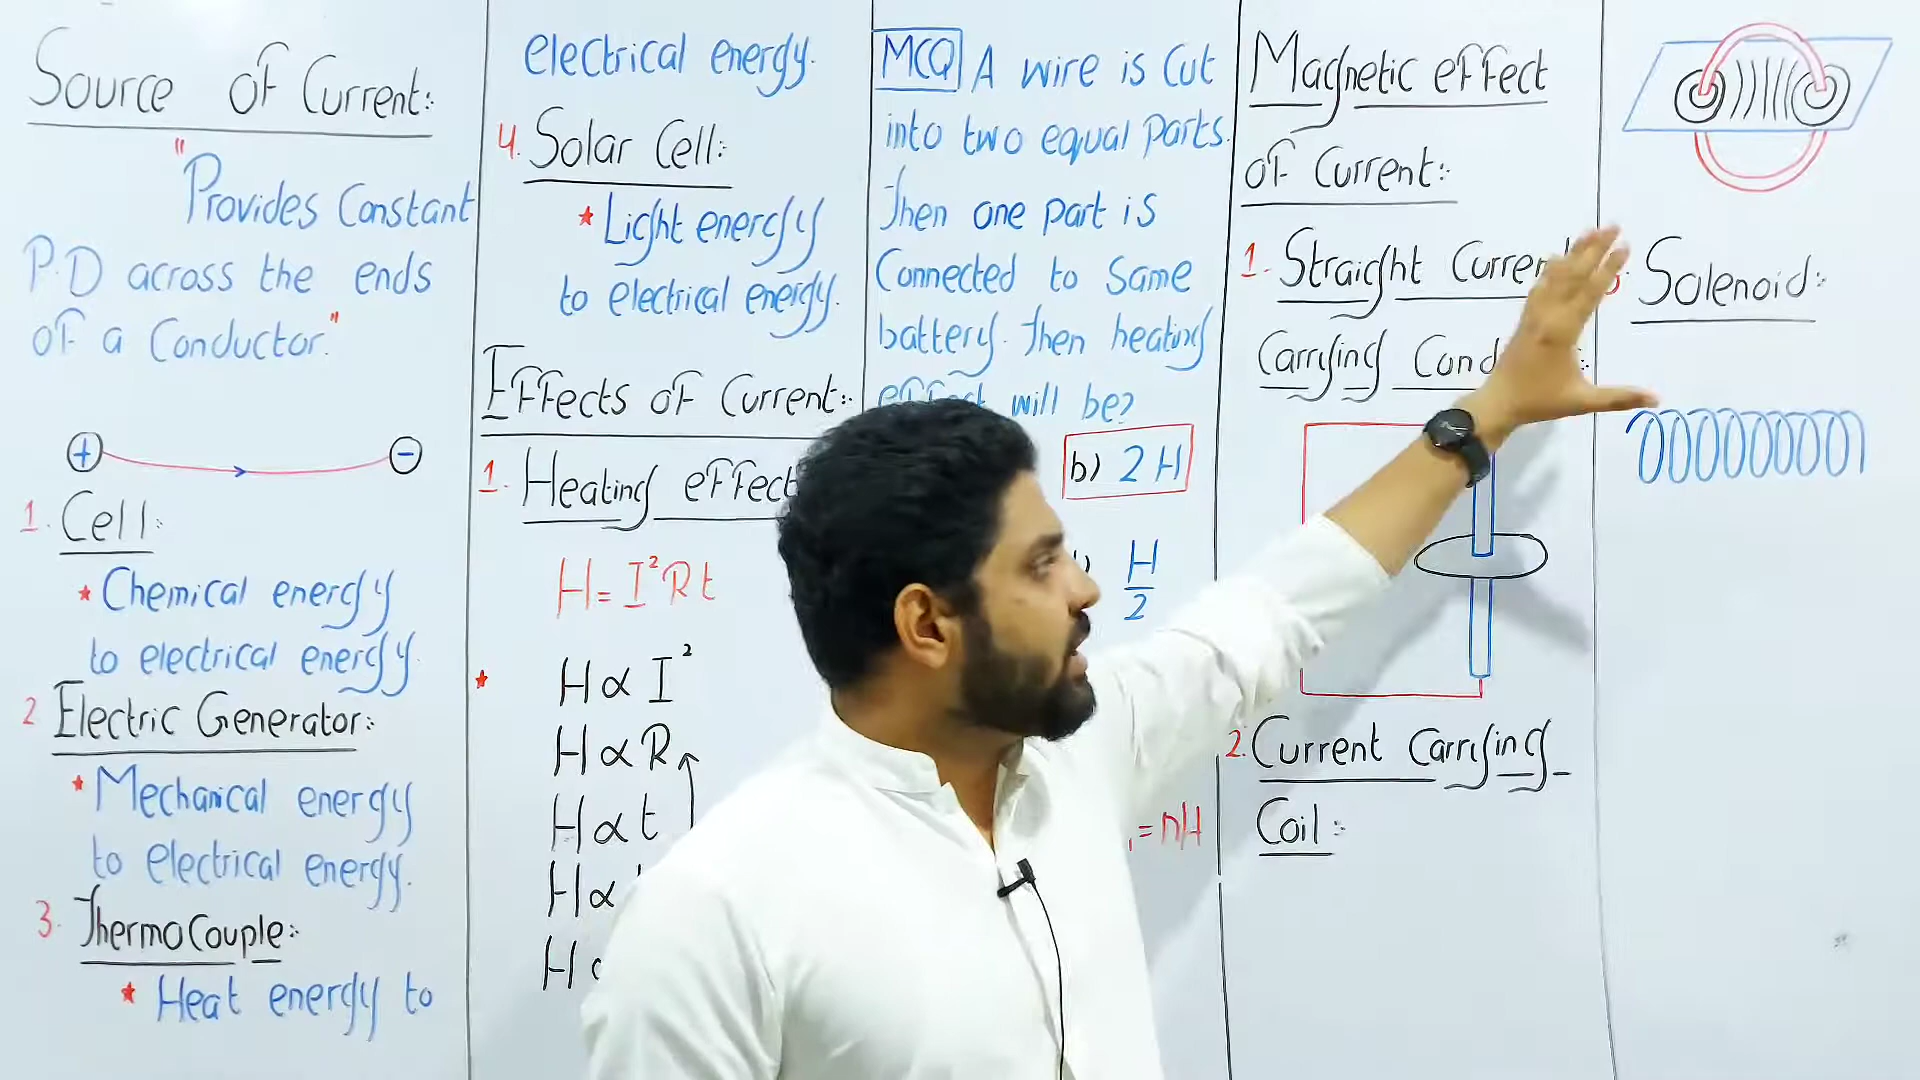 Source of Current:
"Provides Constant
P.D across the ends
of a Conductor."
+ -
1. Cell:
* Chemical energy
to electrical energy.
2 Electric Generator:
* Mechanical energy
to electrical energy.
3. Thermo Couple:
* Heat energy to
electrical energy.
4. Solar Cell:
* Light energy
to electrical energy.
Effects of Current:
1. Heating effect
H = I²Rt
* H ∝ I²
H ∝ R
H ∝ t
H ∝
H
MCQ A wire is Cut
into two equal Parts.
Then one part is
Connected to Same
battery. Then heating
effect will be?
b) 2H
H/2
= nH
Magnetic effect
of Current:
1. Straight Current
Carrying
2. Current Carrying
Coil:
Solenoid: